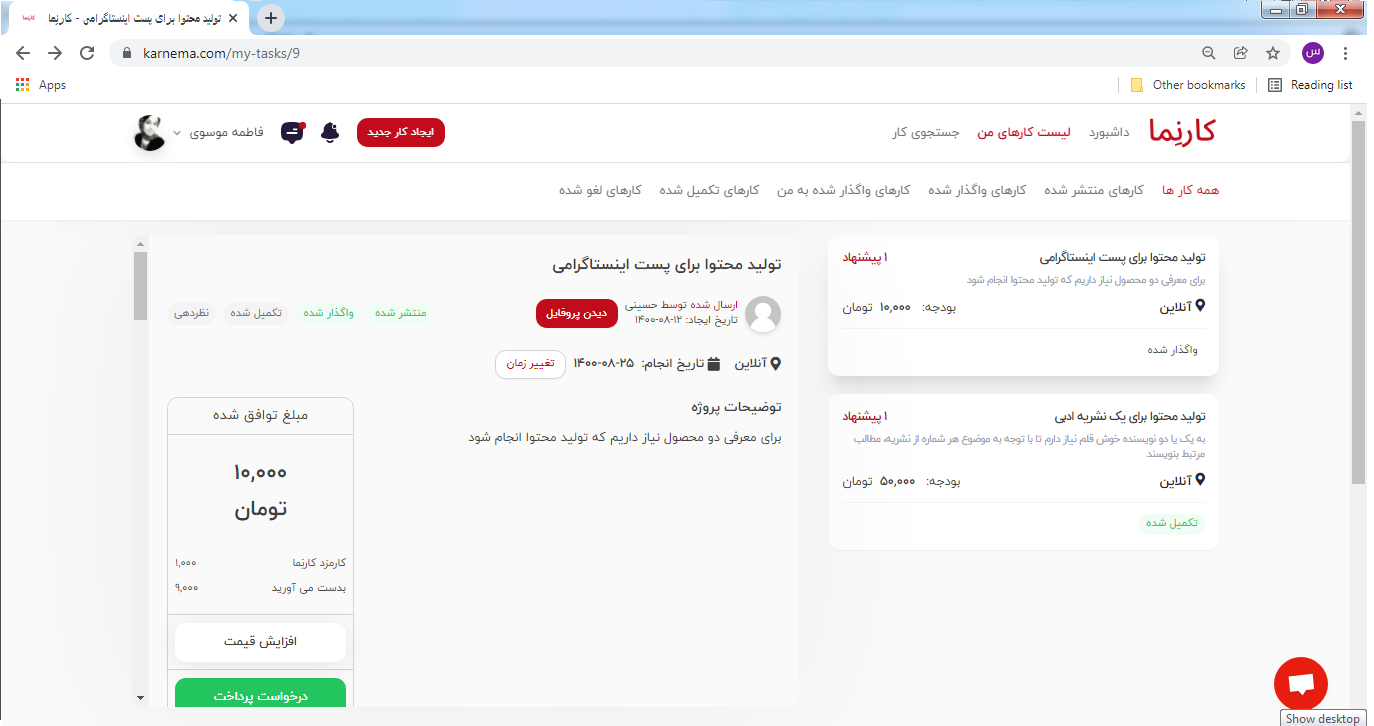 تولید محتوا برای پست اینستاگرامی - کارنِما
karnema.com/my-tasks/9
س
Apps
Other bookmarks
Reading list
کارنِما
داشبورد
لیست کارهای من
جستجوی کار
ایجاد کار جدید
فاطمه موسوی
همه کار ها
کارهای منتشر شده
کارهای واگذار شده
کارهای واگذار شده به من
کارهای تکمیل شده
کارهای لغو شده
تولید محتوا برای پست اینستاگرامی
۱ پیشنهاد
برای معرفی دو محصول نیاز داریم که تولید محتوا انجام شود
آنلاین
بودجه: ۱۰,۰۰۰ تومان
واگذار شده
تولید محتوا برای یک نشریه ادبی
۱ پیشنهاد
به یک یا دو نویسنده خوش قلم نیاز دارم تا با توجه به موضوع هر شماره از نشریه، مطالب
مرتبط بنویسند
آنلاین
بودجه: ۵۰,۰۰۰ تومان
تکمیل شده
تولید محتوا برای پست اینستاگرامی
ارسال شده توسط حسینی
تاریخ ایجاد: ۱۴۰۰-۰۸-۱۲
دیدن پروفایل
منتشر شده
واگذار شده
تکمیل شده
نظردهی
آنلاین
تاریخ انجام: ۱۴۰۰-۰۸-۲۵
تغییر زمان
توضیحات پروژه
برای معرفی دو محصول نیاز داریم که تولید محتوا انجام شود
مبلغ توافق شده
۱۰,۰۰۰
تومان
کارمزد کارنِما ۱,۰۰۰
بدست می آورید ۹,۰۰۰
افزایش قیمت
درخواست پرداخت
Show desktop